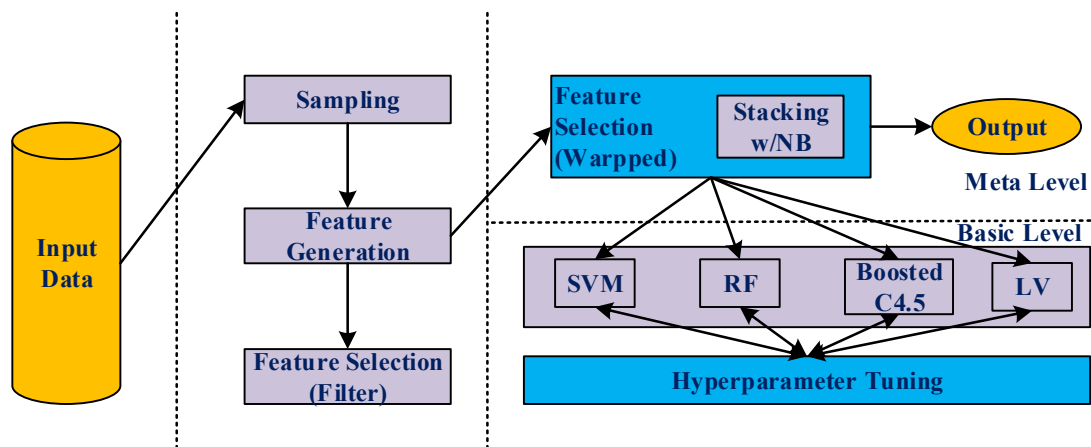 Input
Data
Sampling
Feature
Generation
Feature Selection
(Filter)
Feature
Selection
(Warpped)
Stacking
w/NB
Output
Meta Level
Basic Level
SVM
RF
Boosted
C4.5
LV
Hyperparameter Tuning